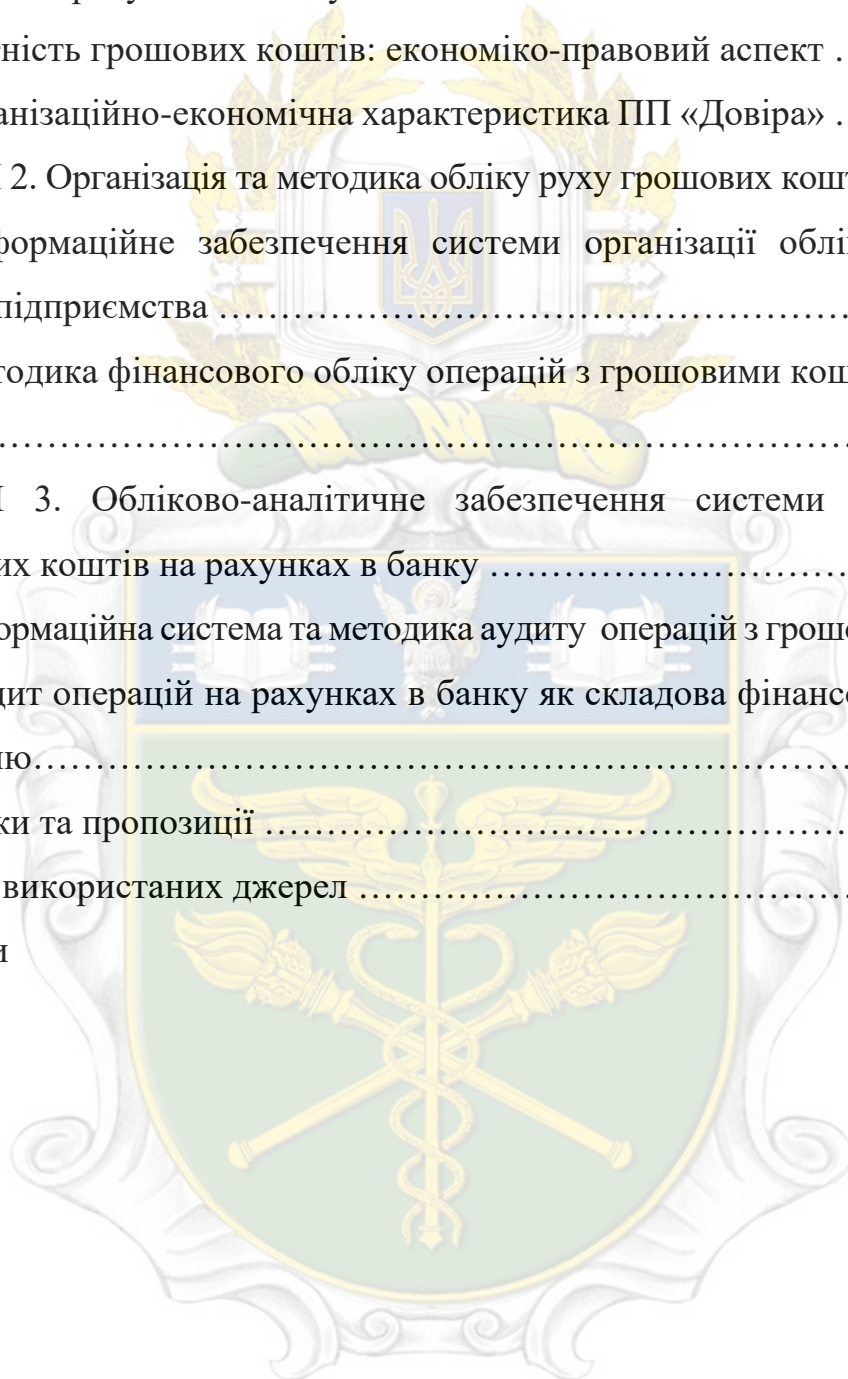 ність грошових коштів: економіко-правовий аспект .
анізаційно-економічна характеристика ПП «Довіра» .
2. Організація та методика обліку руху грошових кошт
формаційне забезпечення системи організації облі
підприємства ………………………………………………
тодика фінансового обліку операцій з грошовими кош
………………………………………………………………
3. Обліково-аналітичне забезпечення системи
их коштів на рахунках в банку ……………………………
ормаційна система та методика аудиту операцій з грош
дит операцій на рахунках в банку як складова фінансо
ю……………………………………………………………
ки та пропозиції ……………………………………………
використаних джерел ………………………………………
и